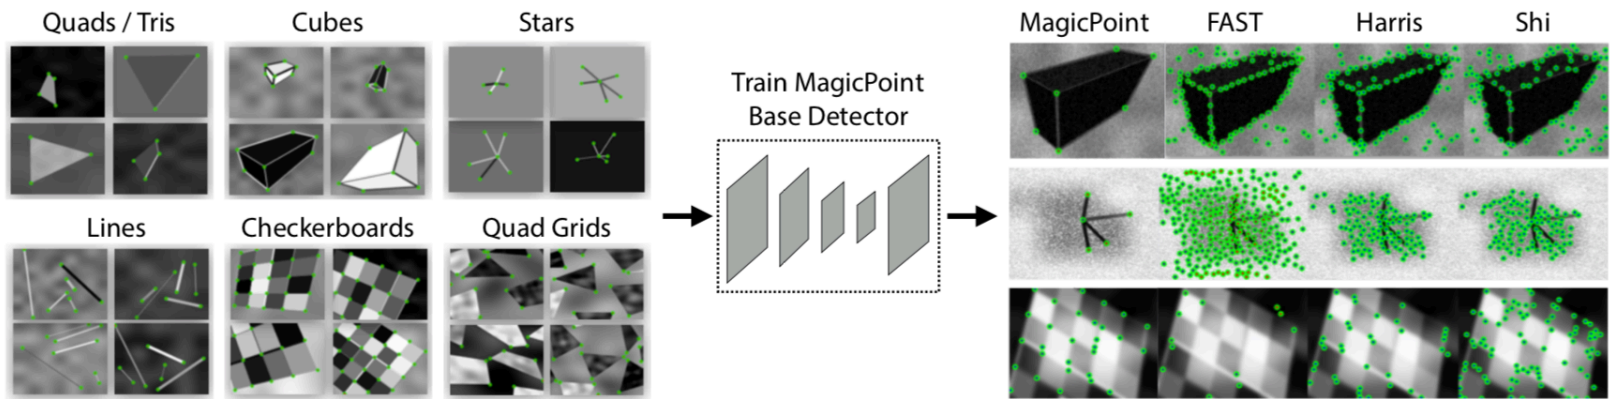 Quads / Tris
Cubes
Stars
Lines
Checkerboards
Quad Grids
Train MagicPoint
Base Detector
MagicPoint
FAST
Harris
Shi